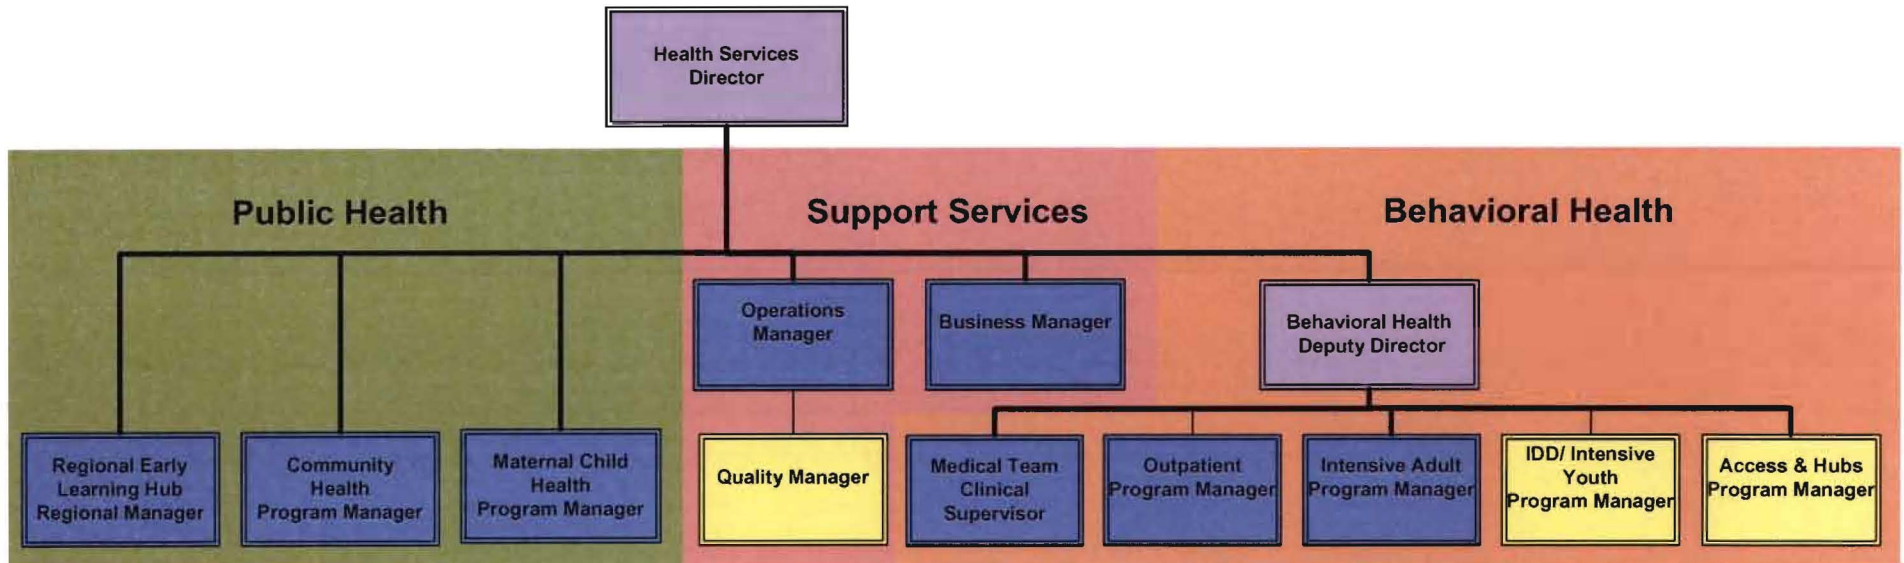 Health Services
Director
Public Health
Support Services
Behavioral Health
Operations
Manager
Business Manager
Behavioral Health
Deputy Director
Regional Early
Learning Hub
Regional Manager
Community
Health
Program Manager
Maternal Child
Health
Program Manager
Quality Manager
Medical Team
Clinical
Supervisor
Outpatient
Program Manager
Intensive Adult
Program Manager
IDD/ Intensive
Youth
Program Manager
Access & Hubs
Program Manager